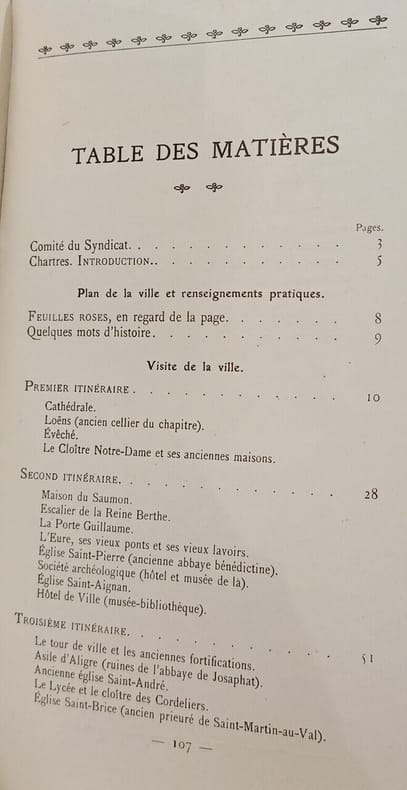 TABLE DES MATIÈRES
Pages.
Comité du Syndicat. . . . . . . . . . . . 3
Chartres. INTRODUCTION. . . . . . . . . . . 5
Plan de la ville et renseignements pratiques.
FEUILLES ROSES, en regard de la page. . . . . . . 8
Quelques mots d'histoire. . . . . . . . . . . 9
Visite de la ville.
PREMIER ITINÉRAIRE . . . . . . . . . . . 10
Cathédrale.
Loëns (ancien cellier du chapitre).
Évêché.
Le Cloître Notre-Dame et ses anciennes maisons.
SECOND ITINÉRAIRE. . . . . . . . . . . . 28
Maison du Saumon.
Escalier de la Reine Berthe.
La Porte Guillaume.
L'Eure, ses vieux ponts et ses vieux lavoirs.
Église Saint-Pierre (ancienne abbaye bénédictine).
Société archéologique (hôtel et musée de là).
Église Saint-Aignan.
Hôtel de Ville (musée-bibliothèque).
TROISIÈME ITINÉRAIRE. . . . . . . . . . . 51
Le tour de ville et les anciennes fortifications.
Asile d'Aligre (ruines de l'abbaye de Josaphat).
Ancienne église Saint-André.
Le Lycée et le cloître des Cordeliers.
Église Saint-Brice (ancien prieuré de Saint-Martin-au-Val).
— 107 —